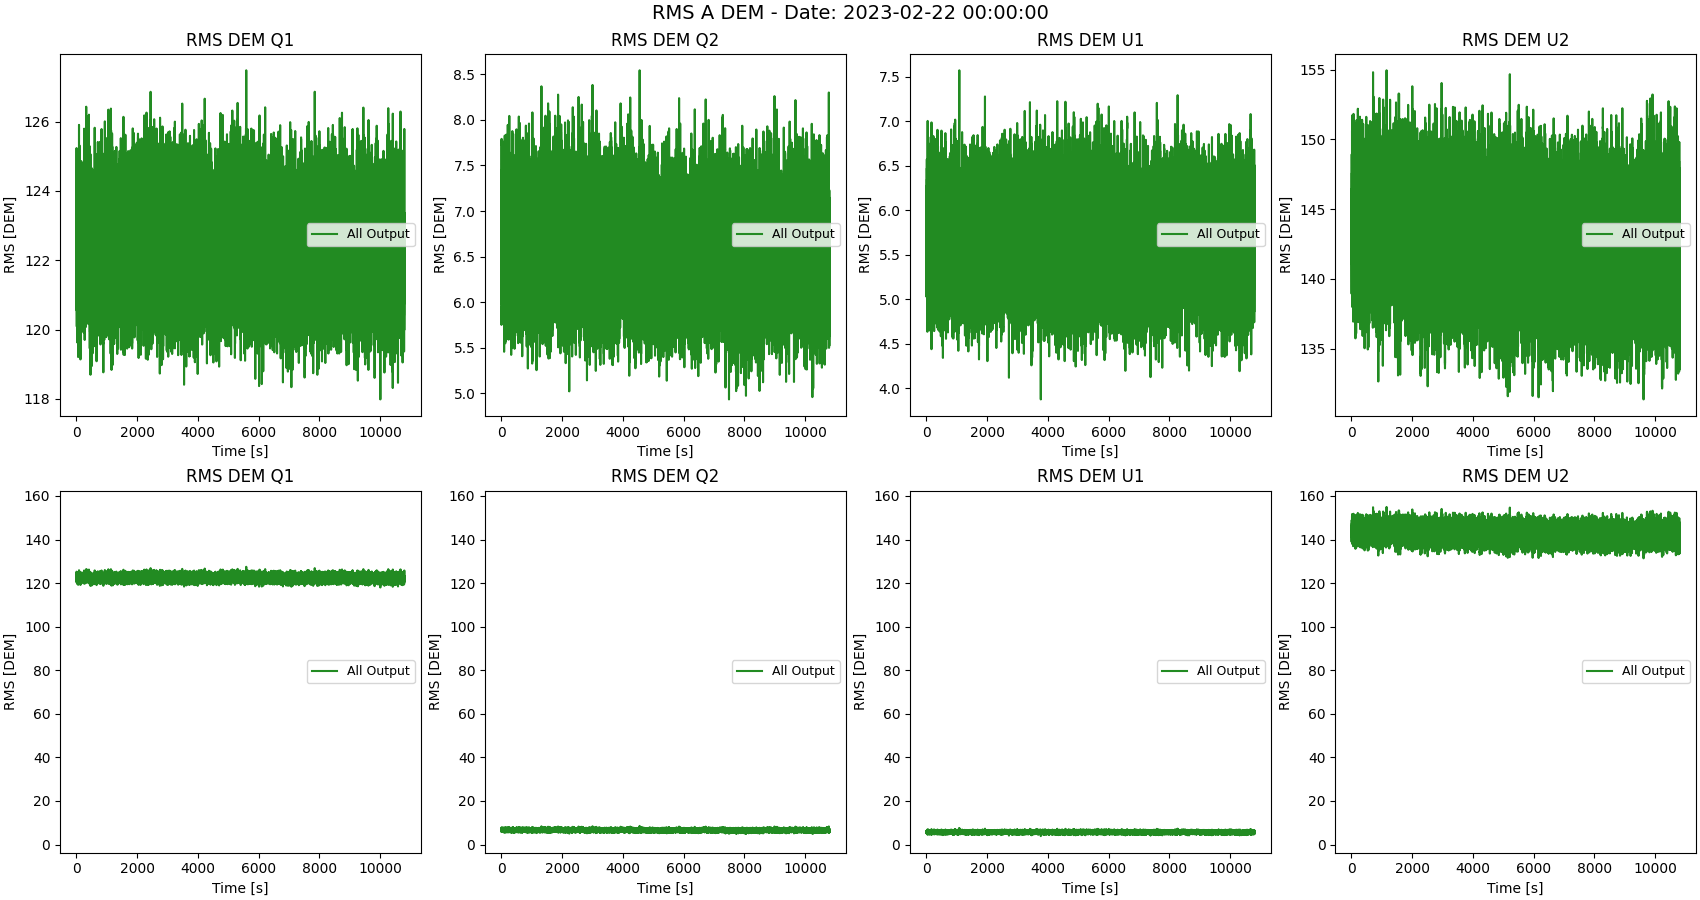 RMS A DEM - Date: 2023-02-22 00:00:00
RMS DEM Q1
RMS [DEM]
126
124
122
120
118
0 2000 4000 6000 8000 10000
Time [s]
All Output
RMS DEM Q2
RMS [DEM]
8.5
8.0
7.5
7.0
6.5
6.0
5.5
5.0
0 2000 4000 6000 8000 10000
Time [s]
All Output
RMS DEM U1
RMS [DEM]
7.5
7.0
6.5
6.0
5.5
5.0
4.5
4.0
0 2000 4000 6000 8000 10000
Time [s]
All Output
RMS DEM U2
RMS [DEM]
155
150
145
140
135
0 2000 4000 6000 8000 10000
Time [s]
All Output
RMS DEM Q1
RMS [DEM]
160
140
120
100
80
60
40
20
0
0 2000 4000 6000 8000 10000
Time [s]
All Output
RMS DEM Q2
RMS [DEM]
160
140
120
100
80
60
40
20
0
0 2000 4000 6000 8000 10000
Time [s]
All Output
RMS DEM U1
RMS [DEM]
160
140
120
100
80
60
40
20
0
0 2000 4000 6000 8000 10000
Time [s]
All Output
RMS DEM U2
RMS [DEM]
160
140
120
100
80
60
40
20
0
0 2000 4000 6000 8000 10000
Time [s]
All Output